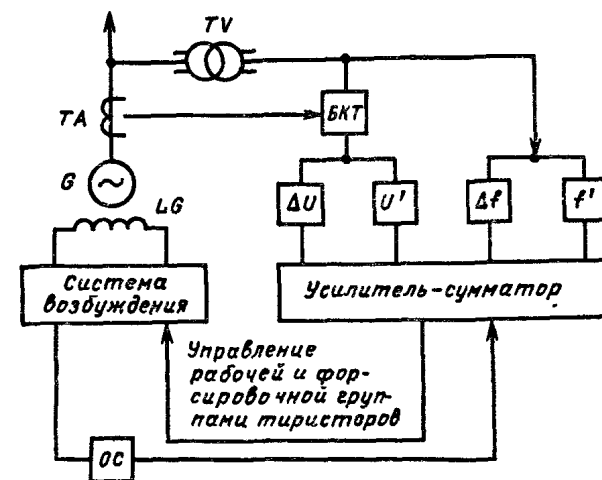 TV
TA
БКТ
G
LG
ΔU
U'
Δf
f'
Система
возбуждения
Усилитель-сумматор
Управление
рабочей и фор-
сировочной груп-
пами тиристоров
ОС